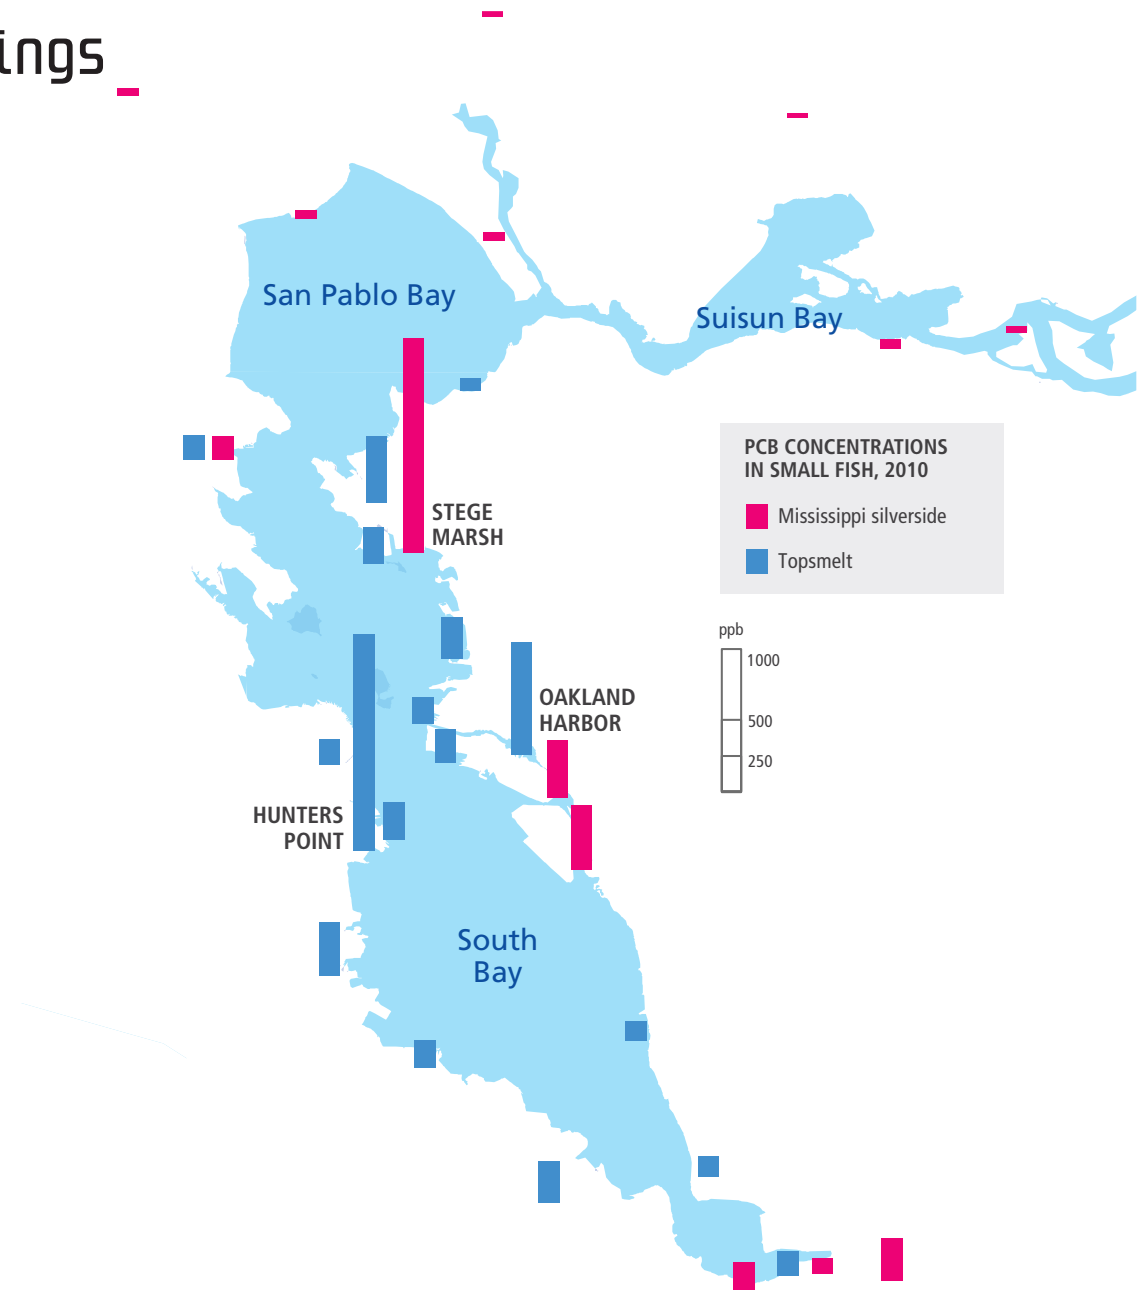 ings
San Pablo Bay
Suisun Bay
PCB CONCENTRATIONS
IN SMALL FISH, 2010
Mississippi silverside
Topsmelt
STEGE
MARSH
ppb
1000
500
250
OAKLAND
HARBOR
HUNTERS
POINT
South
Bay